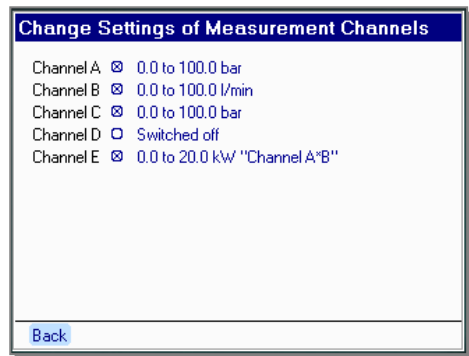 Change Settings of Measurement Channels
Channel A ⊗ 0.0 to 100.0 bar
Channel B ⊗ 0.0 to 100.0 l/min
Channel C ⊗ 0.0 to 100.0 bar
Channel D O Switched off
Channel E ⊗ 0.0 to 20.0 kW "Channel A*B"
Back